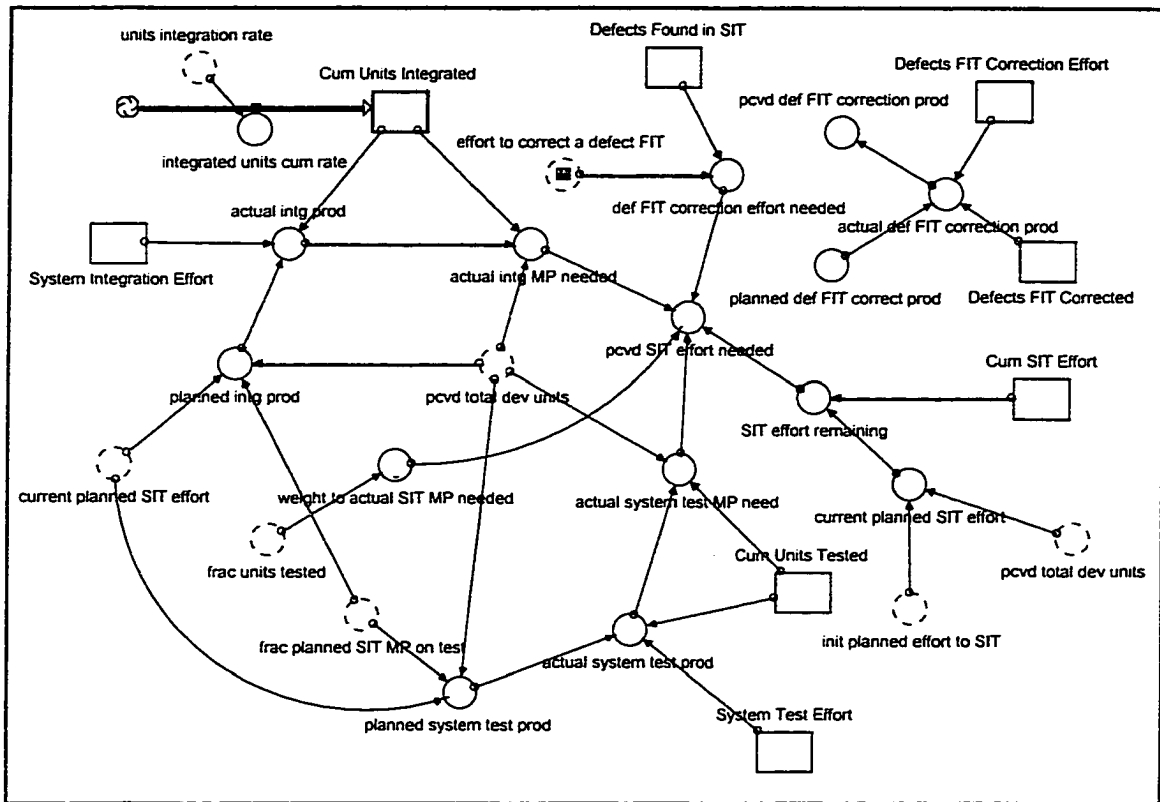 units integration rate
Defects Found in SIT
Cum Units Integrated
Defects FIT Correction Effort
pcvd def FIT correction prod
effort to correct a defect FIT
integrated units cum rate
actual intg prod
def FIT correction effort needed
actual def FIT correction prod
System Integration Effort
actual intg MP needed
planned def FIT correct prod
Defects FIT Corrected
pcvd SIT effort needed
Cum SIT Effort
planned intg prod
pcvd total dev units
SIT effort remaining
current planned SIT effort
weight to actual SIT MP needed
actual system test MP need
current planned SIT effort
Cum Units Tested
frac units tested
pcvd total dev units
frac planned SIT MP on test
init planned effort to SIT
actual system test prod
planned system test prod
System Test Effort